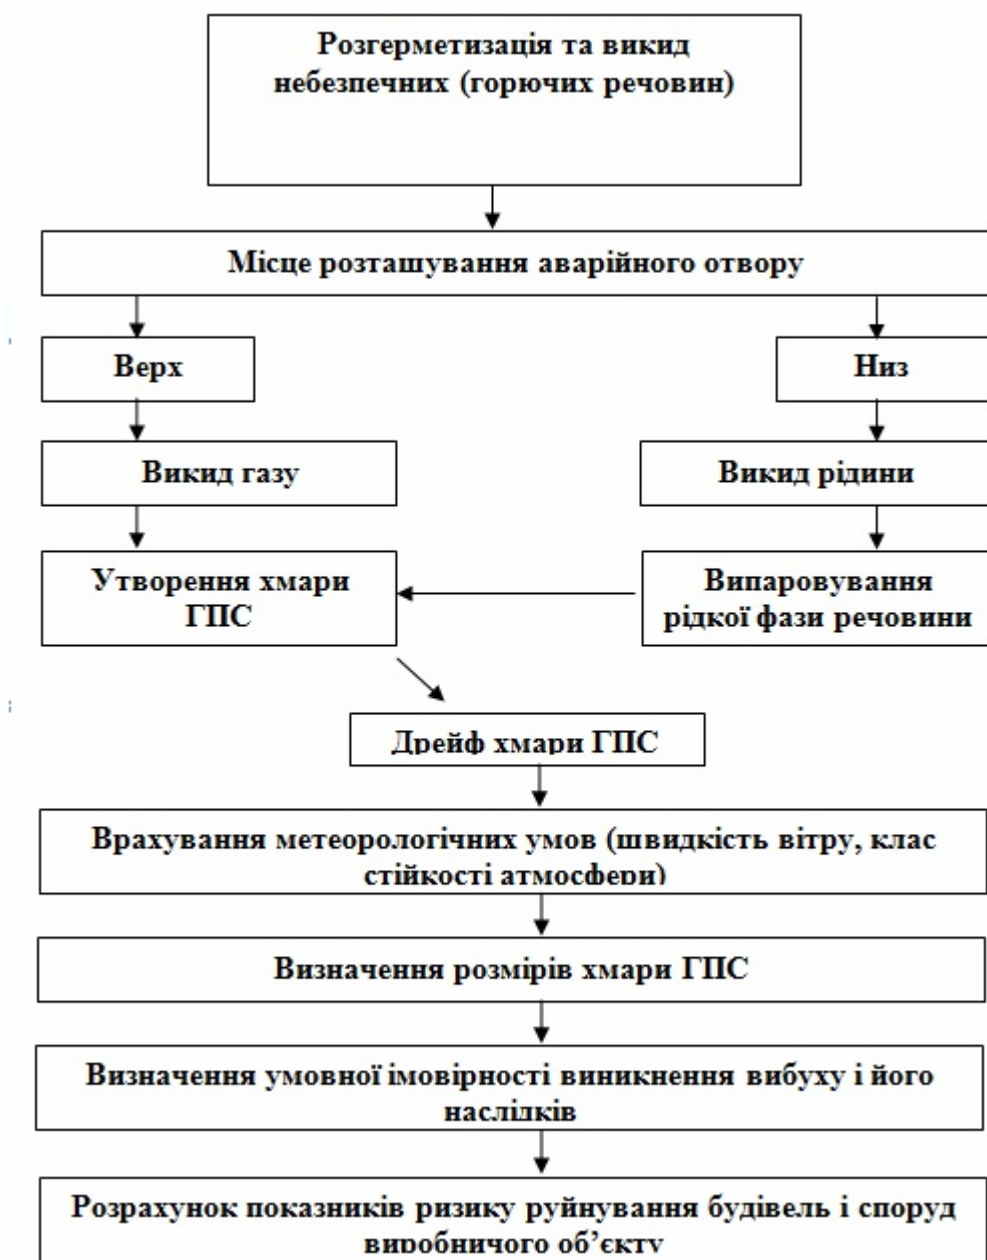 Розгерметизація та викид
небезпечних (горючих речовин)
Місце розташування аварійного отвору
Верх
Низ
Викид газу
Викид рідини
Утворення хмари
ГПС
Випаровування
рідкої фази речовини
Дрейф хмари ГПС
Врахування метеорологічних умов (швидкість вітру, клас
стійкості атмосфери)
Визначення розмірів хмари ГПС
Визначення умовної імовірності виникнення вибуху і його
наслідків
Розрахунок показників ризику руйнування будівель і споруд
виробничого об’єкту